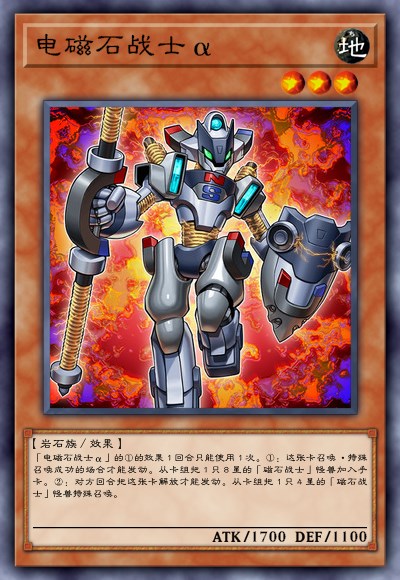 电磁石战士α
地
N
S
【岩石族/效果】
「电磁石战士α」的①的效果1回合只能使用1次。①：这张卡召唤·特殊
召唤成功的场合才能发动。从卡组把1只8星的「磁石战士」怪兽加入手
卡。②：对方回合把这张卡解放才能发动。从卡组把1只4星的「磁石战
士」怪兽特殊召唤。
ATK/1700 DEF/1100